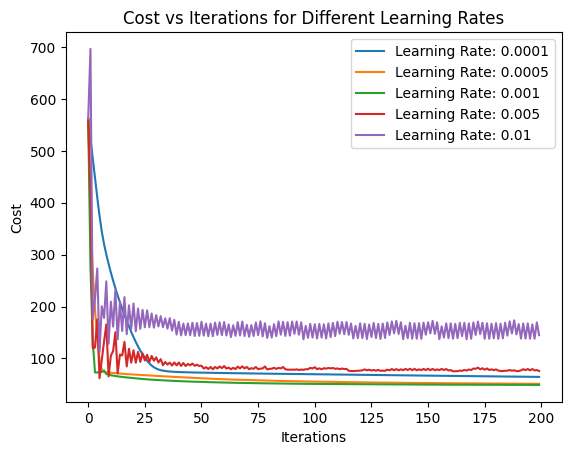 Cost vs Iterations for Different Learning Rates
Learning Rate: 0.0001
Learning Rate: 0.0005
Learning Rate: 0.001
Learning Rate: 0.005
Learning Rate: 0.01
Cost
700
600
500
400
300
200
100
0 25 50 75 100 125 150 175 200
Iterations